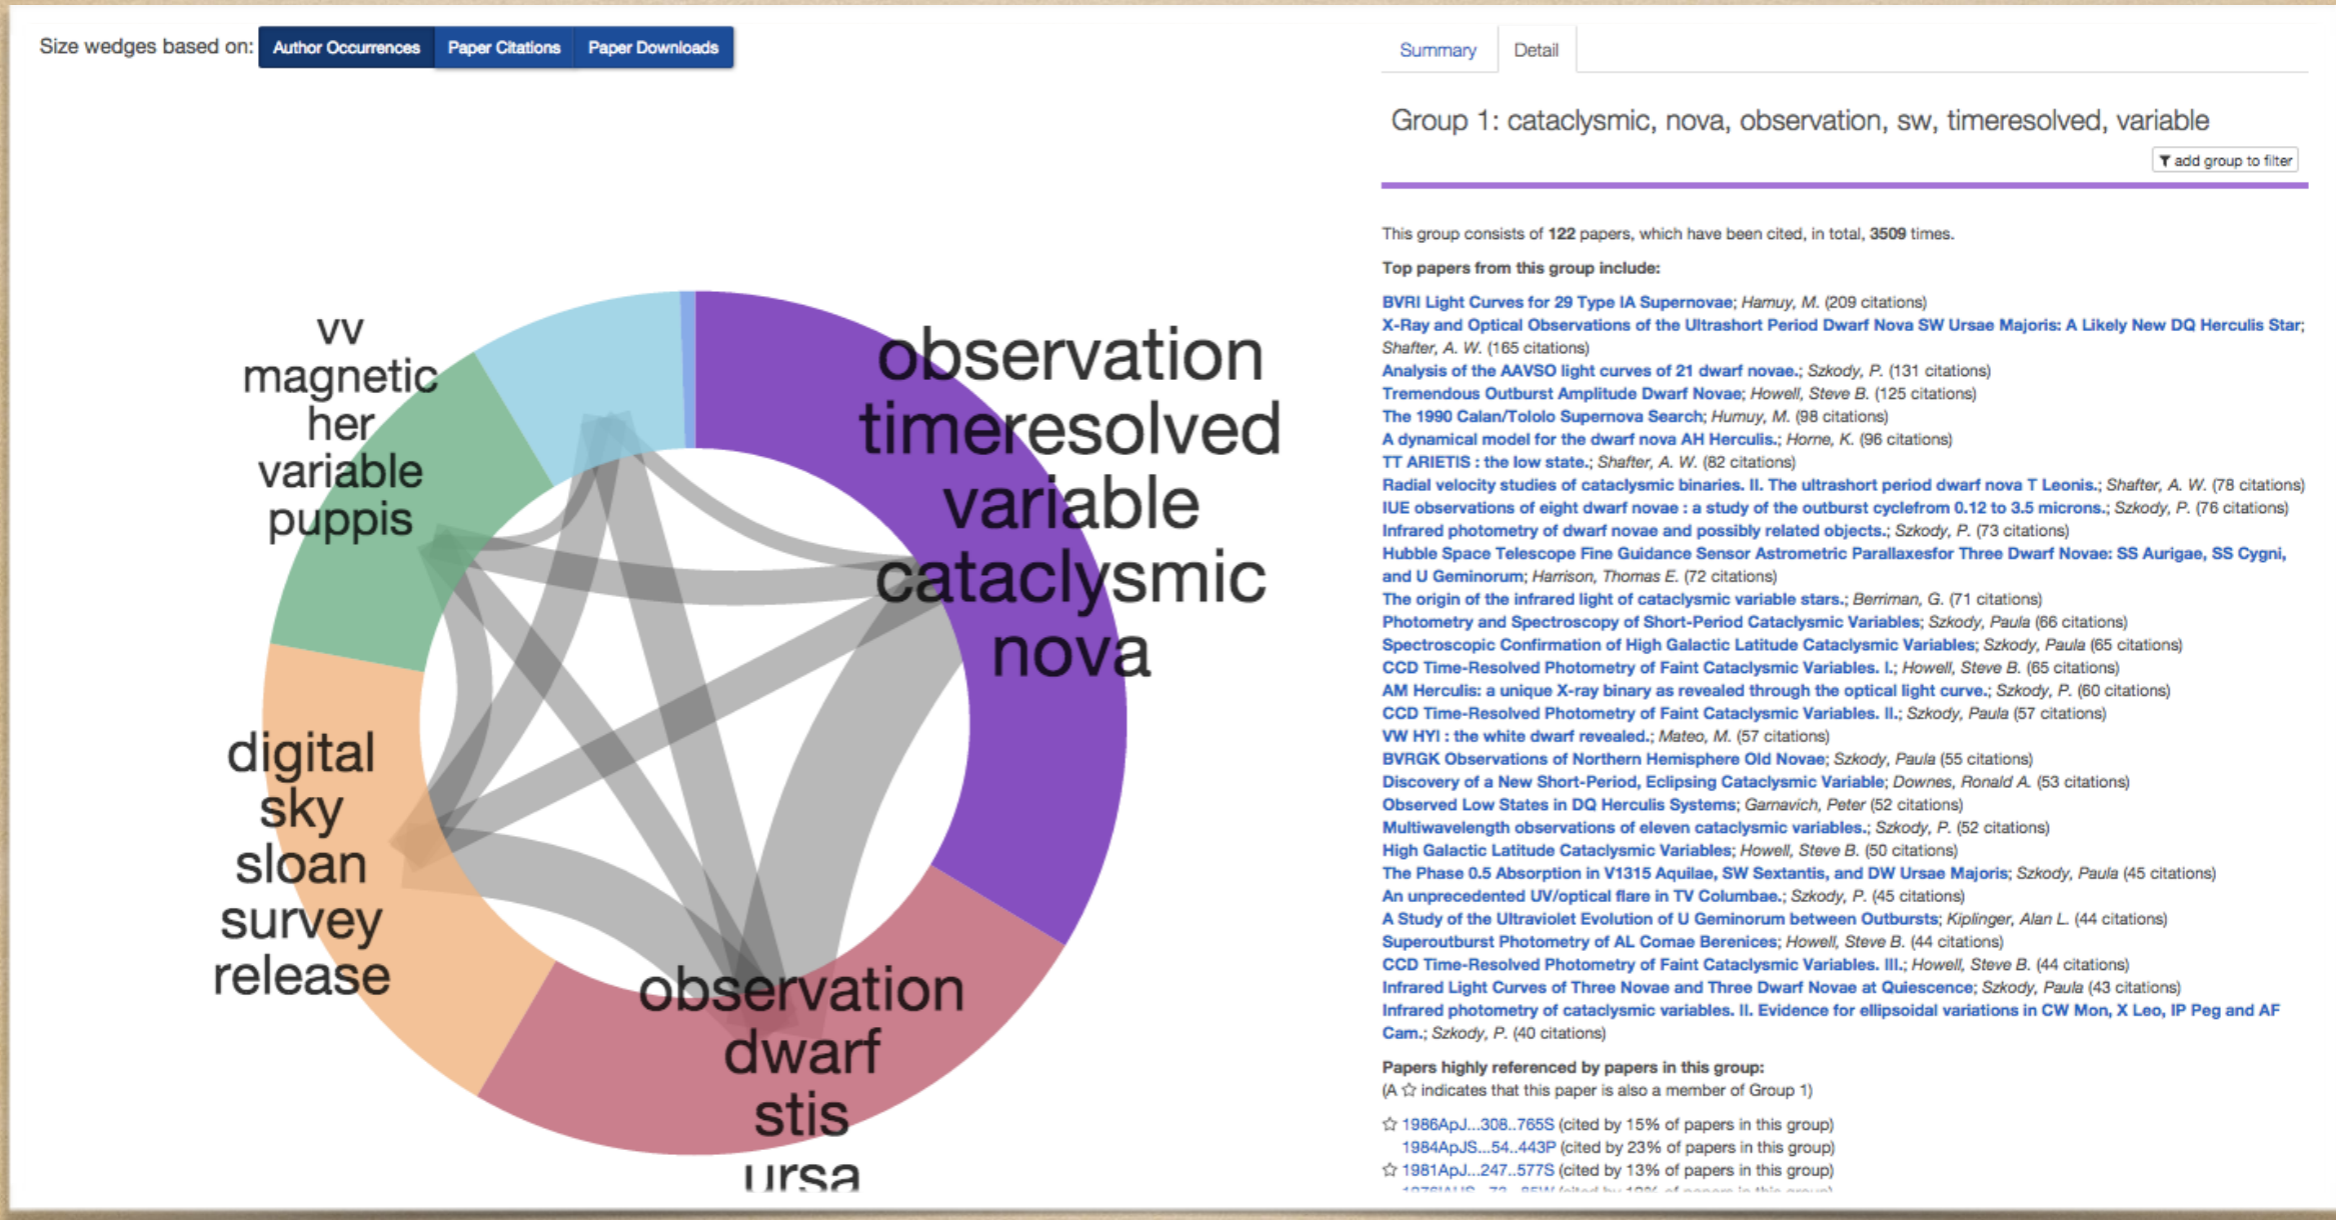 Size wedges based on: Author Occurrences Paper Citations Paper Downloads
vv
magnetic
her
variable
puppis
observation
timeresolved
variable
cataclysmic
nova
digital
sky
sloan
survey
release
observation
dwarf
stis
ursa
Summary Detail
Group 1: cataclysmic, nova, observation, sw, timeresolved, variable
add group to filter
This group consists of 122 papers, which have been cited, in total, 3509 times.
Top papers from this group include:
BVRI Light Curves for 29 Type IA Supernovae; Hamuy, M. (209 citations)
X-Ray and Optical Observations of the Ultrashort Period Dwarf Nova SW Ursae Majoris: A Likely New DQ Herculis Star;
Shafter, A. W. (165 citations)
Analysis of the AAVSO light curves of 21 dwarf novae.; Szkody, P. (131 citations)
Tremendous Outburst Amplitude Dwarf Novae; Howell, Steve B. (125 citations)
The 1990 Calan/Tololo Supernova Search; Humuy, M. (98 citations)
A dynamical model for the dwarf nova AH Herculis.; Horne, K. (96 citations)
TT ARIETIS : the low state.; Shafter, A. W. (82 citations)
Radial velocity studies of cataclysmic binaries. II. The ultrashort period dwarf nova T Leonis.; Shafter, A. W. (78 citations)
IUE observations of eight dwarf novae : a study of the outburst cyclefrom 0.12 to 3.5 microns.; Szkody, P. (76 citations)
Infrared photometry of dwarf novae and possibly related objects.; Szkody, P. (73 citations)
Hubble Space Telescope Fine Guidance Sensor Astrometric Parallaxesfor Three Dwarf Novae: SS Aurigae, SS Cygni,
and U Geminorum; Harrison, Thomas E. (72 citations)
The origin of the infrared light of cataclysmic variable stars.; Berriman, G. (71 citations)
Photometry and Spectroscopy of Short-Period Cataclysmic Variables; Szkody, Paula (66 citations)
Spectroscopic Confirmation of High Galactic Latitude Cataclysmic Variables; Szkody, Paula (65 citations)
CCD Time-Resolved Photometry of Faint Cataclysmic Variables. I.; Howell, Steve B. (65 citations)
AM Herculis: a unique X-ray binary as revealed through the optical light curve.; Szkody, P. (60 citations)
CCD Time-Resolved Photometry of Faint Cataclysmic Variables. II.; Szkody, Paula (57 citations)
VW HYI : the white dwarf revealed.; Mateo, M. (57 citations)
BVRGK Observations of Northern Hemisphere Old Novae; Szkody, Paula (55 citations)
Discovery of a New Short-Period, Eclipsing Cataclysmic Variable; Downes, Ronald A. (53 citations)
Observed Low States in DQ Herculis Systems; Garnavich, Peter (52 citations)
Multiwavelength observations of eleven cataclysmic variables.; Szkody, P. (52 citations)
High Galactic Latitude Cataclysmic Variables; Howell, Steve B. (50 citations)
The Phase 0.5 Absorption in V1315 Aquilae, SW Sextantis, and DW Ursae Majoris; Szkody, Paula (45 citations)
An unprecedented UV/optical flare in TV Columbae.; Szkody, P. (45 citations)
A Study of the Ultraviolet Evolution of U Geminorum between Outbursts; Kiplinger, Alan L. (44 citations)
Superoutburst Photometry of AL Comae Berenices; Howell, Steve B. (44 citations)
CCD Time-Resolved Photometry of Faint Cataclysmic Variables. III.; Howell, Steve B. (44 citations)
Infrared Light Curves of Three Novae and Three Dwarf Novae at Quiescence; Szkody, Paula (43 citations)
Infrared photometry of cataclysmic variables. II. Evidence for ellipsoidal variations in CW Mon, X Leo, IP Peg and AF
Cam.; Szkody, P. (40 citations)
Papers highly referenced by papers in this group:
(A ☆ indicates that this paper is also a member of Group 1)
☆ 1986ApJ...308..765S (cited by 15% of papers in this group)
1984ApJS...54..443P (cited by 23% of papers in this group)
☆ 1981ApJ...247..577S (cited by 13% of papers in this group)